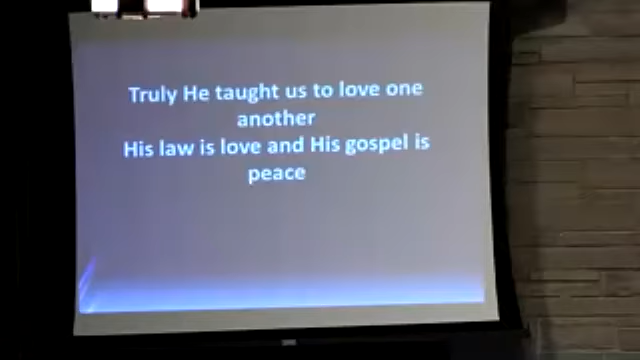 Truly He taught us to love one
another
His law is love and His gospel is
peace